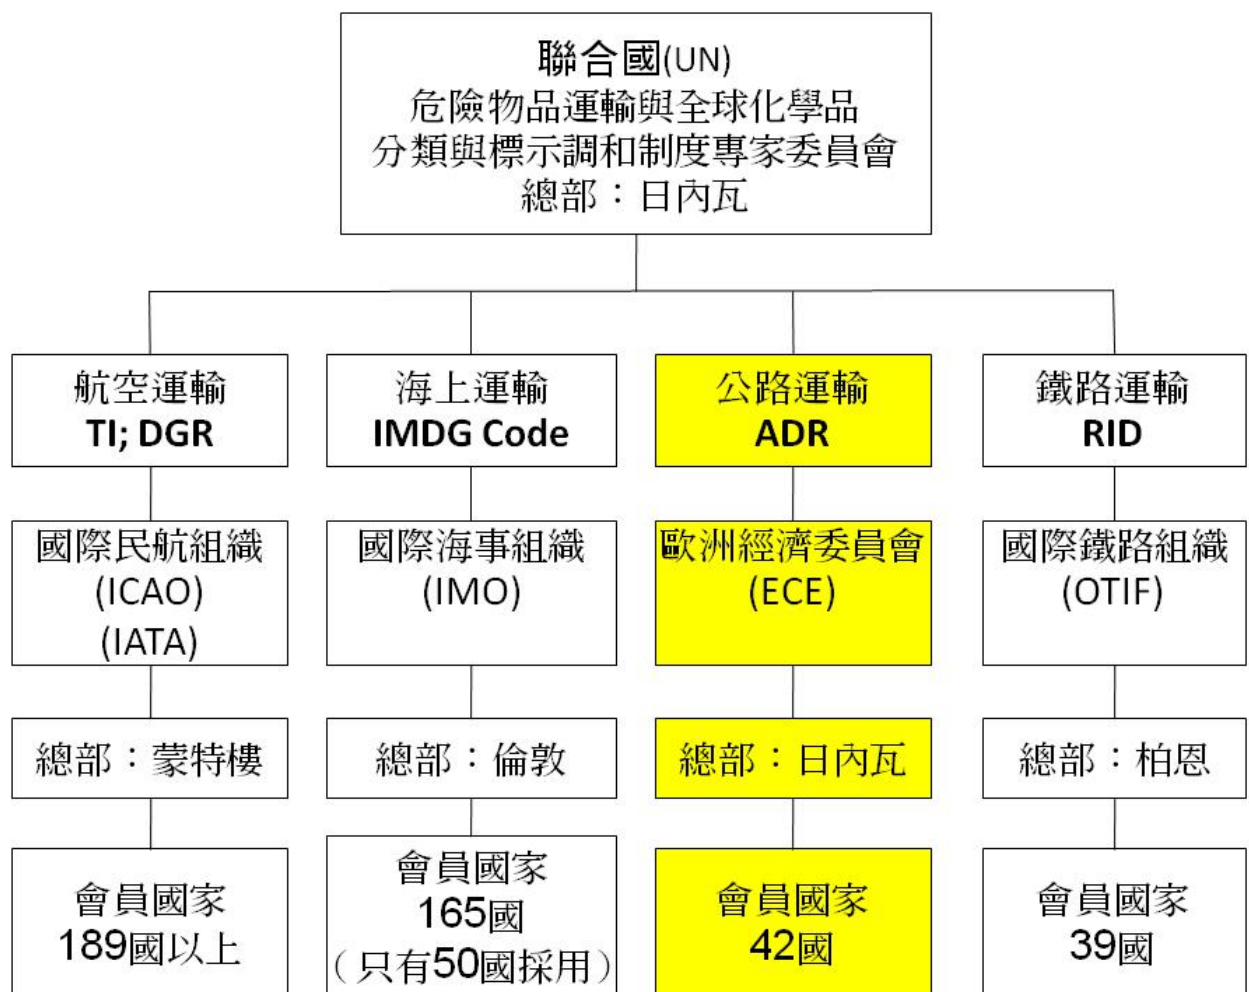 聯合國(UN)
危險物品運輸與全球化學品
分類與標示調和制度專家委員會
總部：日內瓦
航空運輸
TI; DGR
國際民航組織
(ICAO)
(IATA)
總部：蒙特樓
會員國家
189國以上
海上運輸
IMDG Code
國際海事組織
(IMO)
總部：倫敦
會員國家
165國
（只有50國採用）
公路運輸
ADR
歐洲經濟委員會
(ECE)
總部：日內瓦
會員國家
42國
鐵路運輸
RID
國際鐵路組織
(OTIF)
總部：柏恩
會員國家
39國